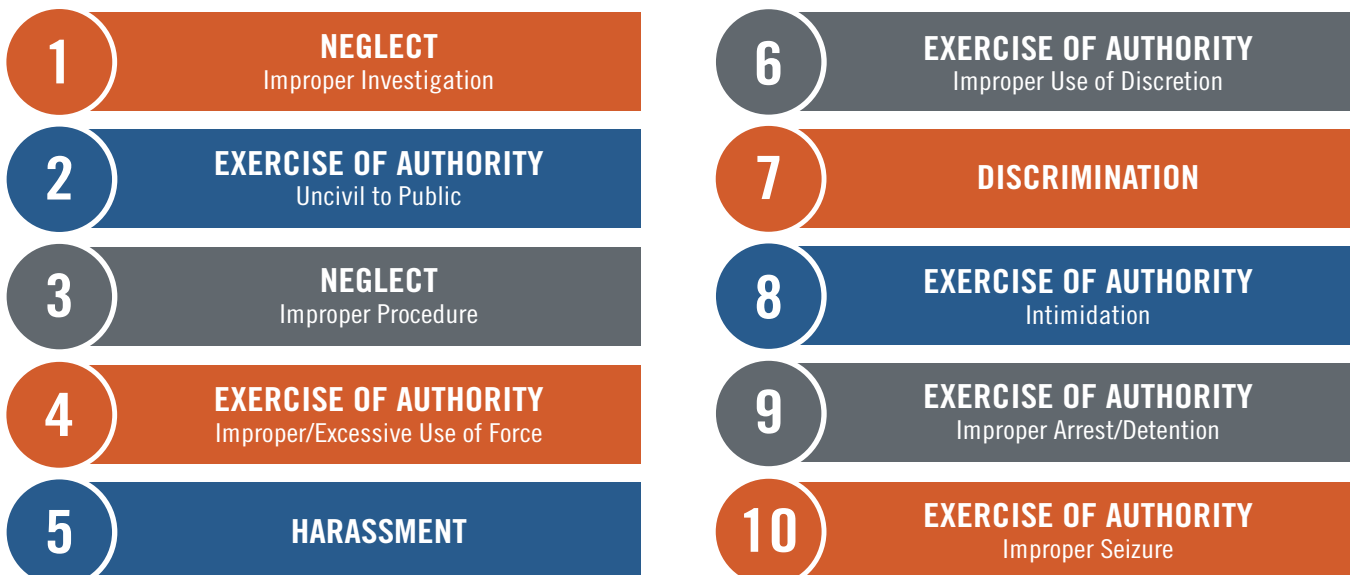 1
NEGLECT
Improper Investigation
2
EXERCISE OF AUTHORITY
Uncivil to Public
3
NEGLECT
Improper Procedure
4
EXERCISE OF AUTHORITY
Improper/Excessive Use of Force
5
HARASSMENT
6
EXERCISE OF AUTHORITY
Improper Use of Discretion
7
DISCRIMINATION
8
EXERCISE OF AUTHORITY
Intimidation
9
EXERCISE OF AUTHORITY
Improper Arrest/Detention
10
EXERCISE OF AUTHORITY
Improper Seizure